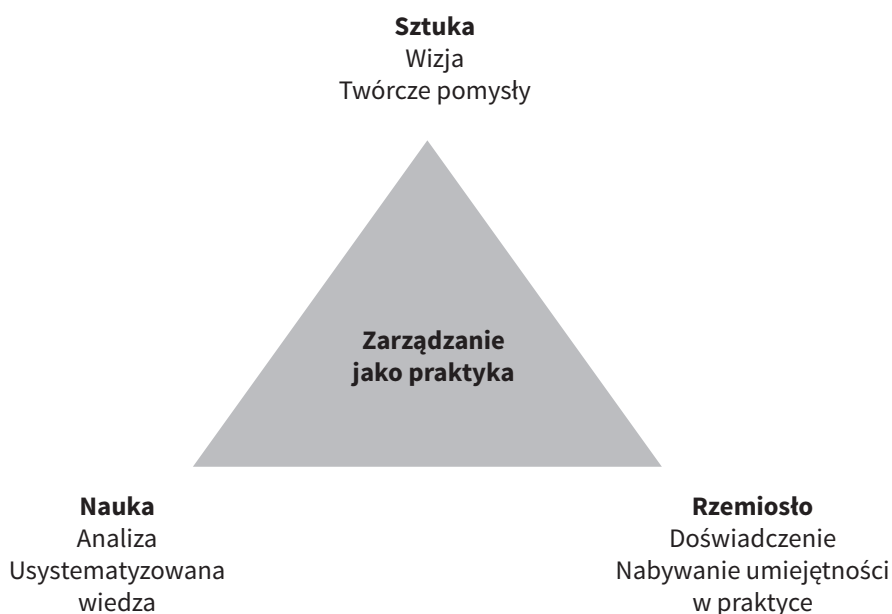 Sztuka
Wizja
Twórcze pomysły
Zarządzanie
jako praktyka
Nauka
Analiza
Usystematyzowana
wiedza
Rzemiosło
Doświadczenie
Nabywanie umiejętności
w praktyce